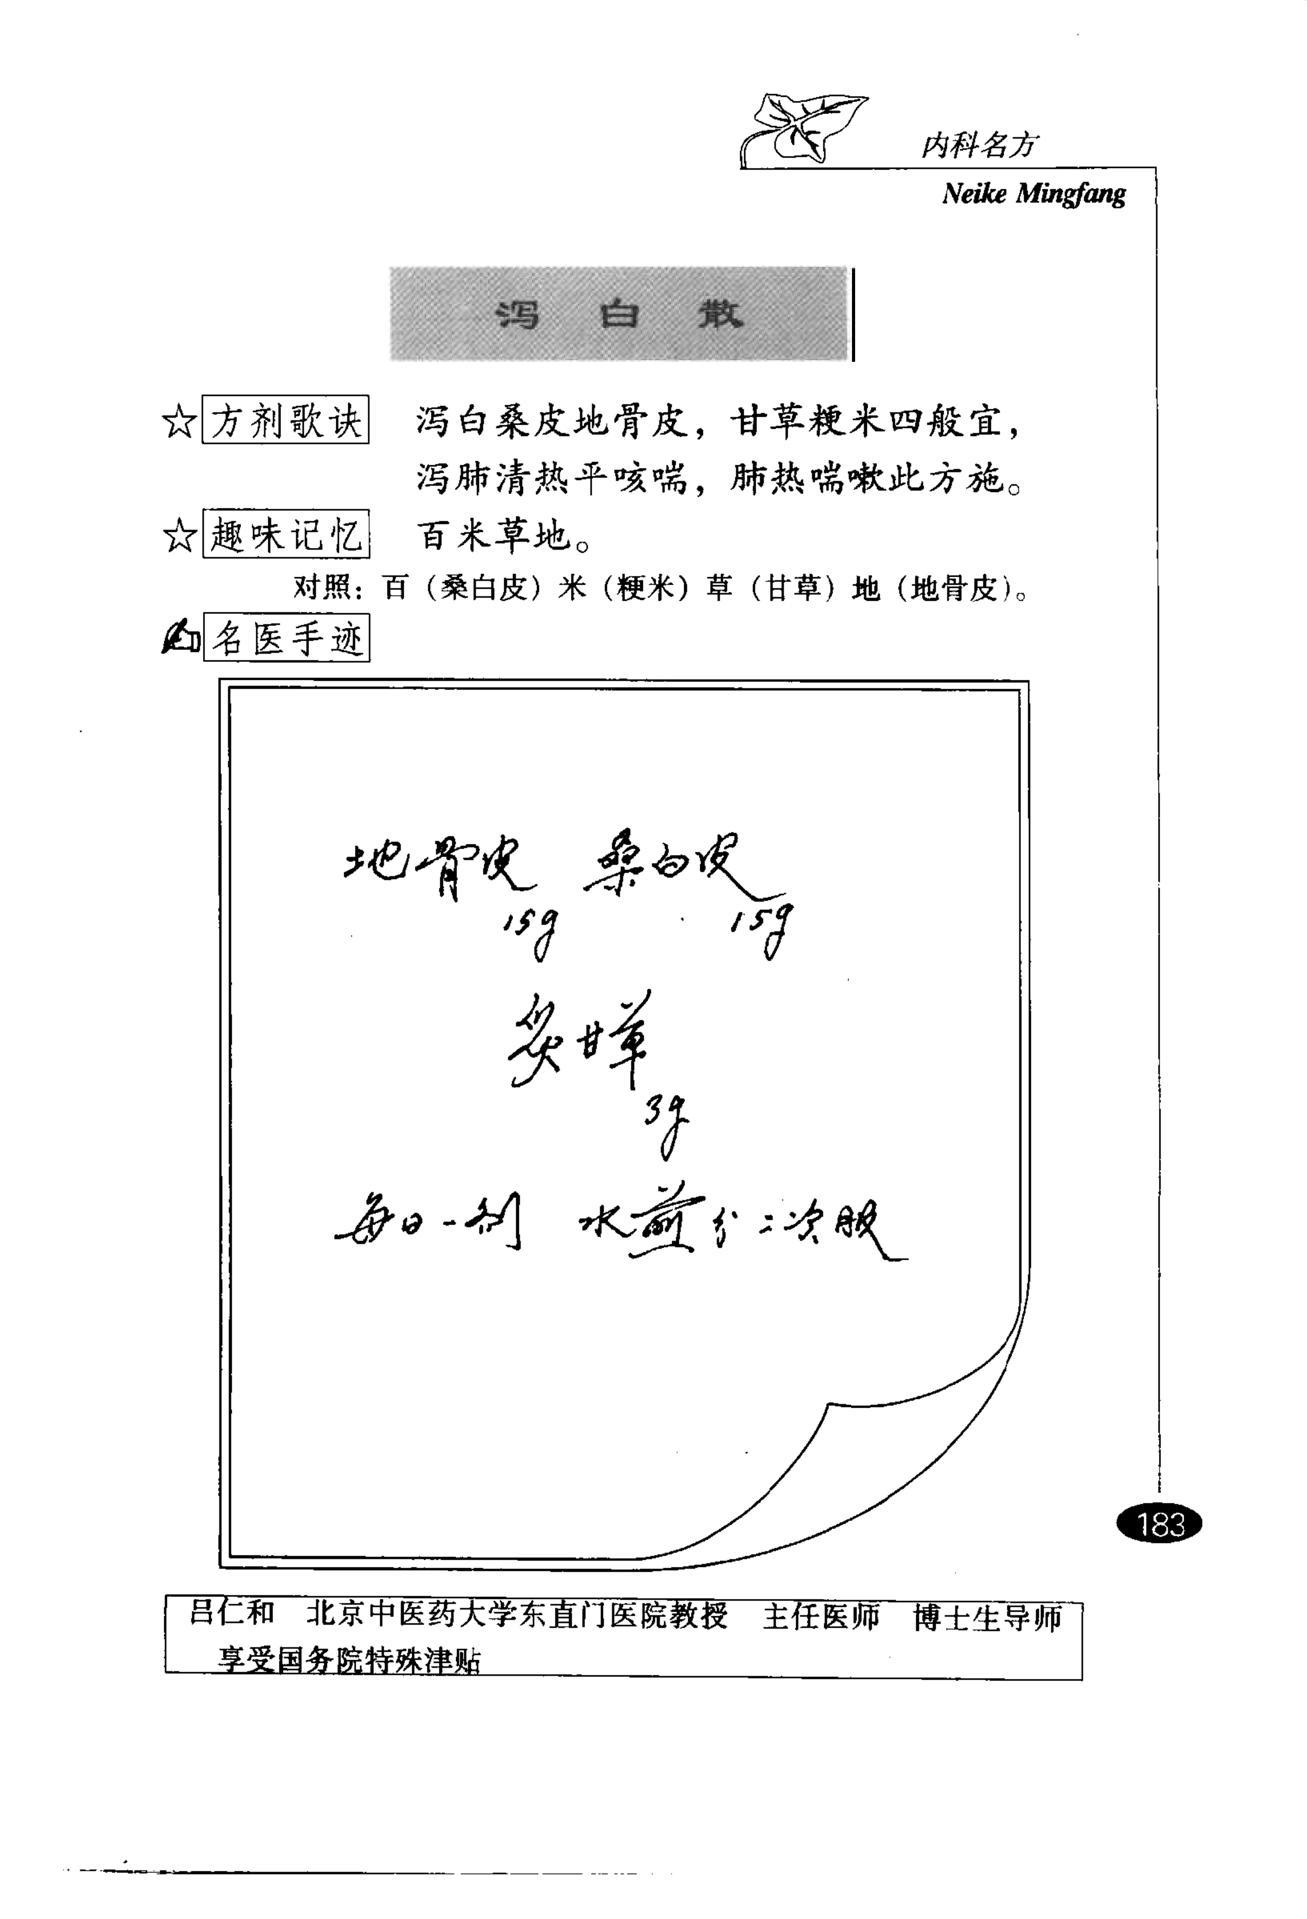 内科名方
Neike Mingfang
泻白散
☆方剂歌诀 泻白桑皮地骨皮，甘草粳米四般宜，
泻肺清热平咳喘，肺热喘嗽此方施。
☆趣味记忆 百米草地。
对照：百（桑白皮）米（粳米）草（甘草）地（地骨皮）。
名医手迹
地骨皮 桑白皮
15g 15g
炙甘草
3g
每日一剂 水煎分二次服
183
吕仁和 北京中医药大学东直门医院教授 主任医师 博士生导师
享受国务院特殊津贴